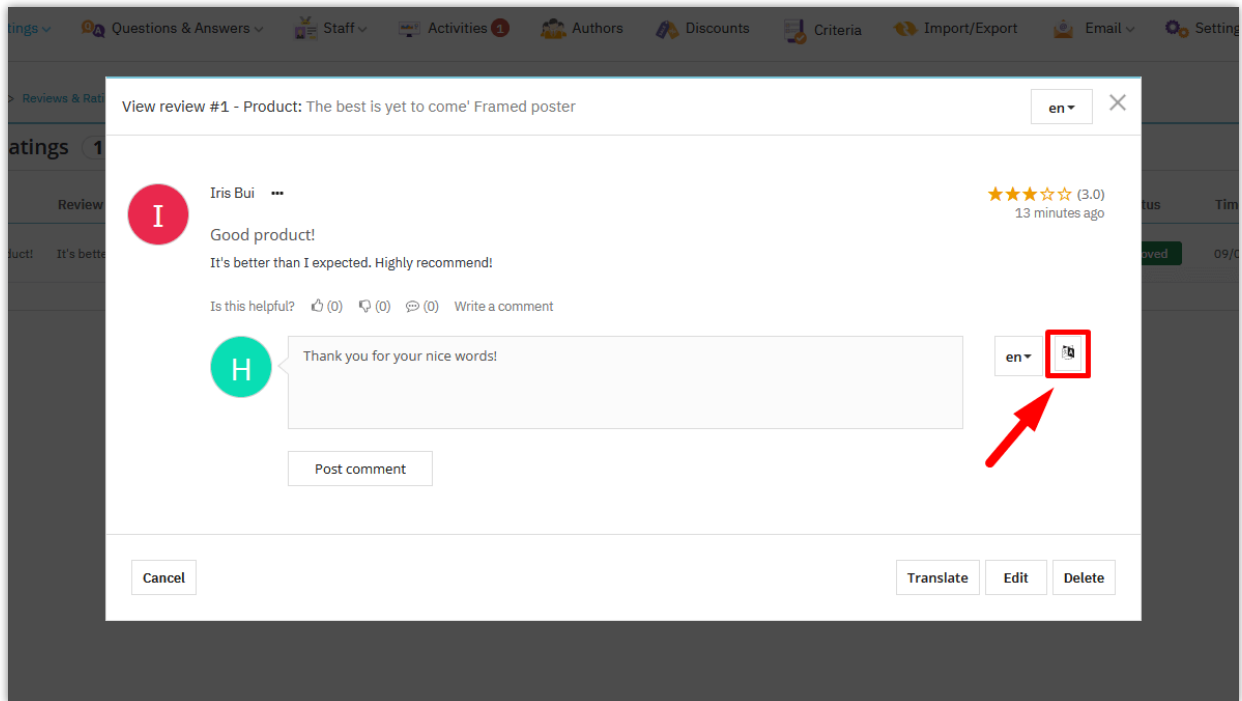 tings Questions & Answers Staff Activities 1 Authors Discounts Criteria Import/Export Email Setting
> Reviews & Rati
atings 1
Review tus Tim
duct! It's bette oved 09/0
View review #1 - Product: The best is yet to come' Framed poster en ×
I Iris Bui ••• (3.0)
13 minutes ago
Good product!
It's better than I expected. Highly recommend!
Is this helpful? (0) (0) (0) Write a comment
H Thank you for your nice words! en
Post comment
Cancel Translate Edit Delete